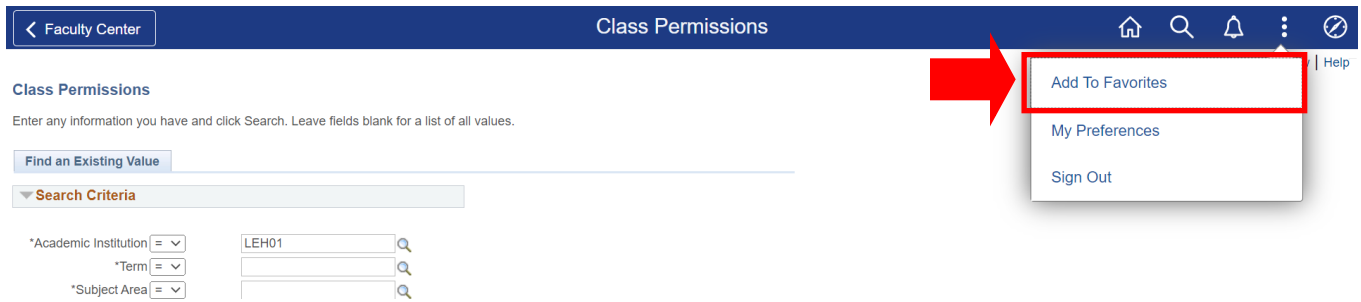 Faculty Center
Class Permissions
Help
Class Permissions
Add To Favorites
Enter any information you have and click Search. Leave fields blank for a list of all values.
My Preferences
Find an Existing Value
Sign Out
Search Criteria
*Academic Institution = LEH01
*Term =
*Subject Area =